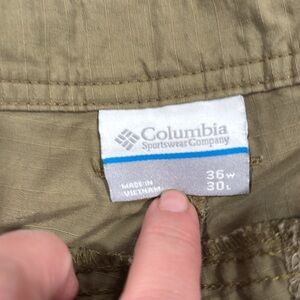 Columbia
Sportswear Company
36W
MADE IN
VIETNAM
30L